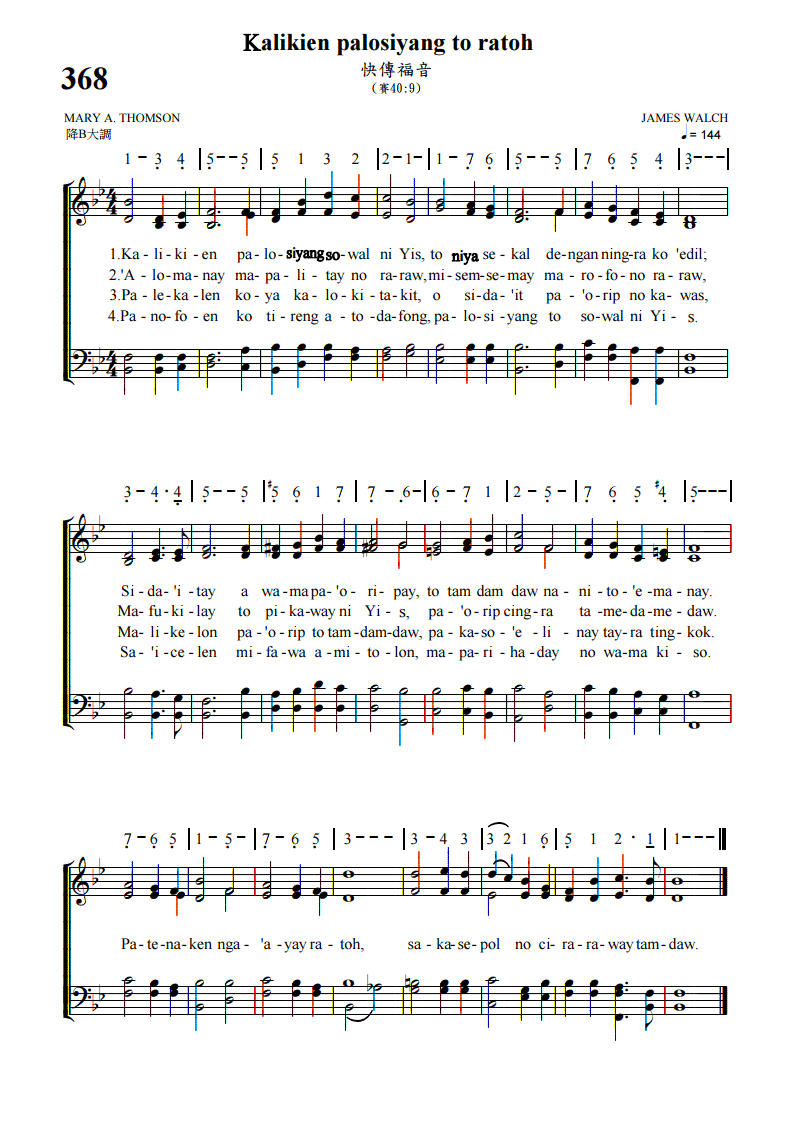 Kalikien palosiyang to ratoh
368
快傳福音
（賽40:9）
MARY A. THOMSON
JAMES WALCH
降B大調
♩= 144
1 - 3 4 | 5 - - 5 | 5 1 3 2 | 2 - 1 - | 1 - 7 6 | 5 - - 5 | 7 6 5 4 | 3 - - - |
1.Ka - li - ki - en pa - lo- siyang so-wal ni Yis, to niya se - kal de-ngan ning-ra ko 'edil;
2.'A - lo - ma - nay ma - pa - li - tay no ra-raw, mi - sem - se - may ma - ro - fo - no ra - raw,
3.Pa - le - ka - len ko - ya ka - lo - ki - ta - kit, o si - da - 'it pa - 'o - rip no ka - was,
4.Pa - no - fo - en ko ti - reng a - to - da - fong, pa - lo - si - yang to so - wal ni Yi - s.
3 - 4 · 4 | 5 - - 5 | #5 6 1 7 | 7 - 6 - | 6 - 7 1 | 2 - 5 - | 7 6 5 #4 | 5 - - - |
Si - da - 'i - tay a wa - ma pa - 'o - ri - pay, to tam dam daw na - ni - to - 'e - ma - nay.
Ma - fu - ki - lay to pi - ka - way ni Yi - s, pa - 'o - rip cing - ra ta - me - da - me - daw.
Ma - li - ke - lon pa - 'o - rip to tam - dam - daw, pa - ka - so - 'e - li - nay tay - ra ting - kok.
Sa - 'i - ce - len mi - fa - wa a - mi - to - lon, ma - pa - ri - ha - day no wa - ma ki - so.
7 - 6 5 | 1 - 5 - | 7 - 6 5 | 3 - - - | 3 - 4 3 | 3 2 1 6 | 5 1 2 · 1 | 1 - - - ||
Pa - te - na - ken nga - 'a - yay ra - toh, sa - ka - se - pol no ci - ra - ra - way tam - daw.